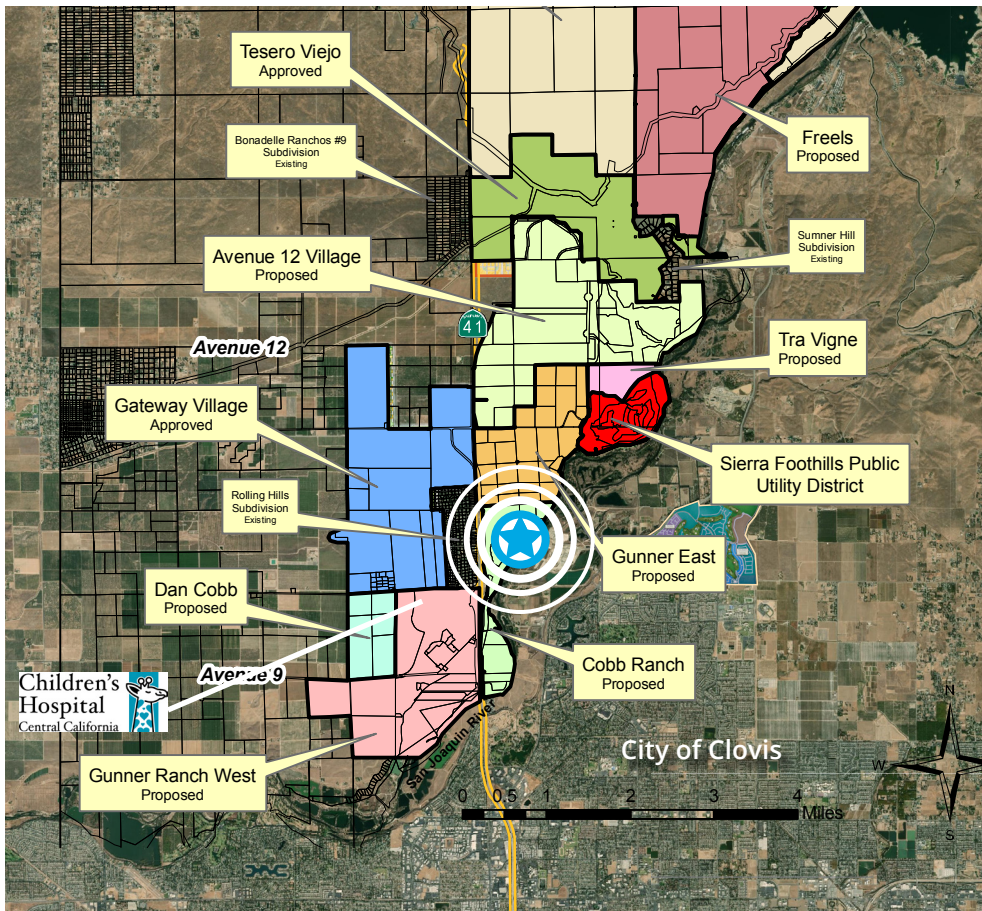 Tesero Viejo
Approved
Bonadelle Ranchos #9
Subdivision
Existing
Freels
Proposed
Avenue 12 Village
Proposed
Sumner Hill
Subdivision
Existing
41
Avenue 12
Tra Vigne
Proposed
Gateway Village
Approved
Sierra Foothills Public
Utility District
Rolling Hills
Subdivision
Existing
Gunner East
Proposed
Dan Cobb
Proposed
Avenue 9
Cobb Ranch
Proposed
Children's
Hospital
Central California
San Joaquin River
N
W
S
City of Clovis
Gunner Ranch West
Proposed
0 0.5 1 2 3 4
Miles